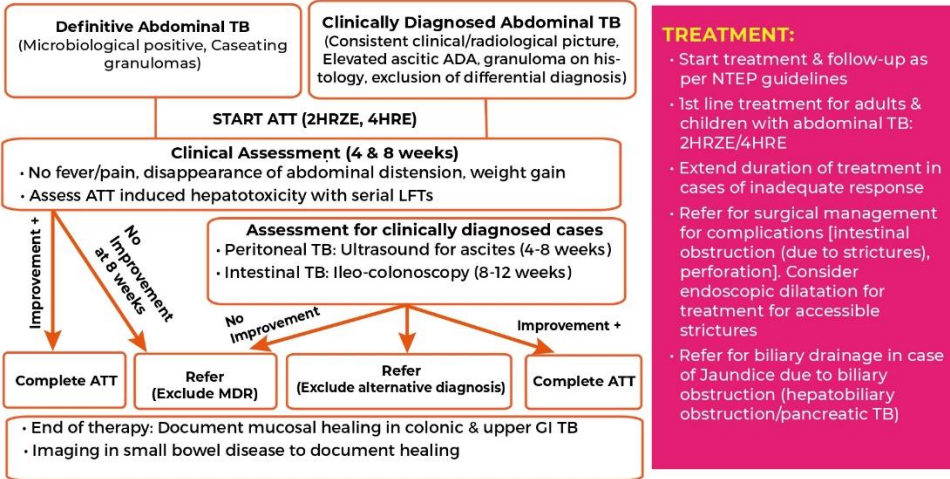 Definitive Abdominal TB
(Microbiological positive, Caseating
granulomas)
Clinically Diagnosed Abdominal TB
(Consistent clinical/radiological picture,
Elevated ascitic ADA, granuloma on his-
tology, exclusion of differential diagnosis)
START ATT (2HRZE, 4HRE)
Clinical Assessment (4 & 8 weeks)
• No fever/pain, disappearance of abdominal distension, weight gain
• Assess ATT induced hepatotoxicity with serial LFTs
Improvement +
No
Improvement
at 8 weeks
Assessment for clinically diagnosed cases
• Peritoneal TB: Ultrasound for ascites (4-8 weeks)
• Intestinal TB: Ileo-colonoscopy (8-12 weeks)
No
Improvement
Improvement +
Complete ATT
Refer
(Exclude MDR)
Refer
(Exclude alternative diagnosis)
Complete ATT
• End of therapy: Document mucosal healing in colonic & upper GI TB
• Imaging in small bowel disease to document healing
TREATMENT:
• Start treatment & follow-up as
per NTEP guidelines
• 1st line treatment for adults &
children with abdominal TB:
2HRZE/4HRE
• Extend duration of treatment in
cases of inadequate response
• Refer for surgical management
for complications [intestinal
obstruction (due to strictures),
perforation]. Consider
endoscopic dilatation for
treatment for accessible
strictures
• Refer for biliary drainage in case
of Jaundice due to biliary
obstruction (hepatobiliary
obstruction/pancreatic TB)